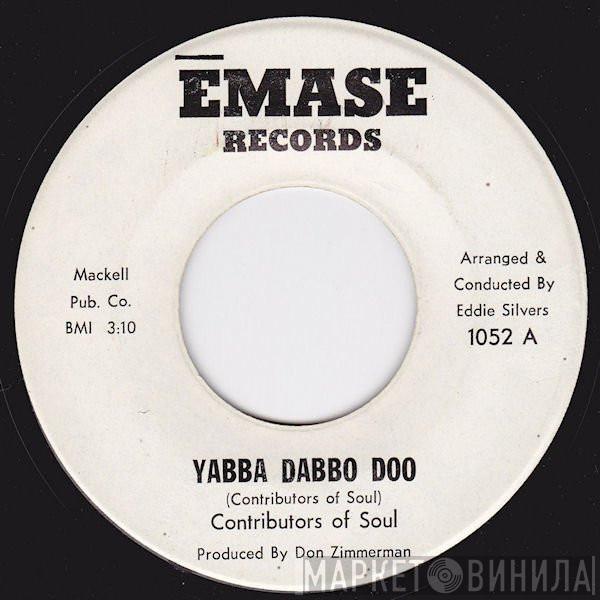 ĒMASE
RECORDS
Mackell
Pub. Co.
BMI 3:10
Arranged &
Conducted By
Eddie Silvers
1052 A
YABBA DABBO DOO
(Contributors of Soul)
Contributors of Soul
Produced By Don Zimmerman
МАРКЕТ ВИНИЛА